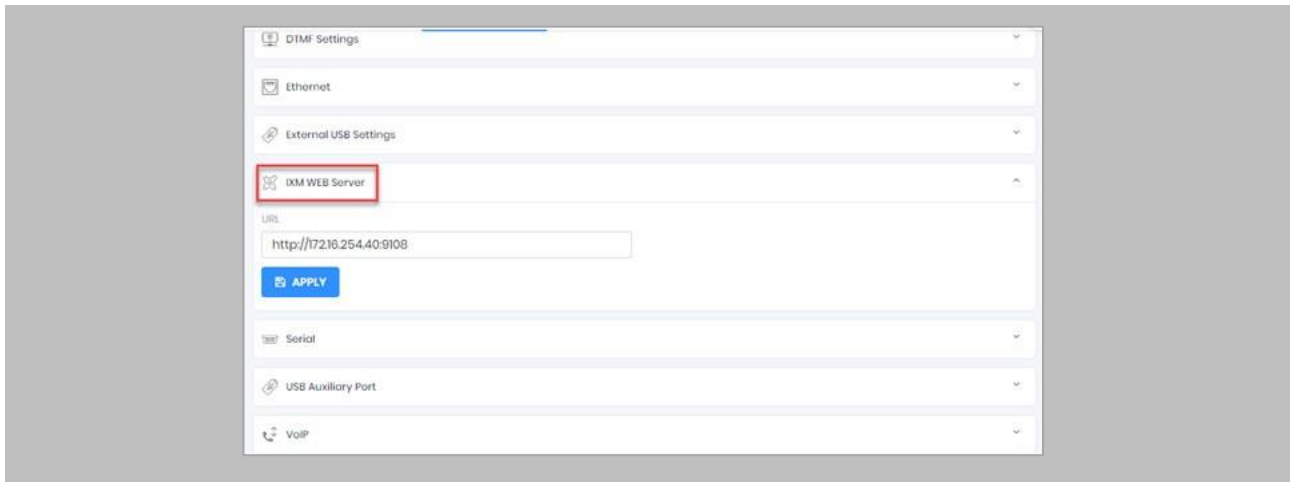 DTMF Settings
Ethernet
External USB Settings
IXM WEB Server
URL
http://172.16.254.40:9108
APPLY
Serial
USB Auxiliary Port
VoIP